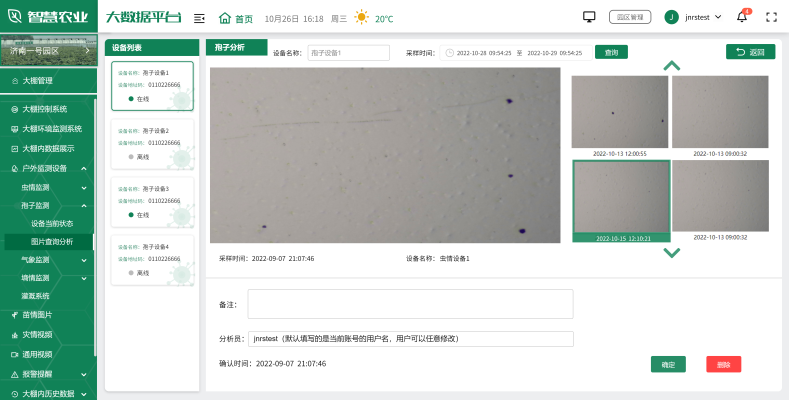 智慧农业
大数据平台
首页
10月26日 16:18 周三
20℃
园区管理
J
jnrstest
4
济南一号园区
大棚管理
大棚控制系统
大棚环境监测系统
大棚内数据展示
户外监测设备
虫情监测
孢子监测
设备当前状态
图片查询分析
气象监测
墒情监测
灌溉系统
苗情图片
灾情视频
通用视频
报警提醒
大棚内历史数据
设备列表
设备名称: 孢子设备1
设备地址码: 0110226666
在线
设备名称: 孢子设备2
设备地址码: 0110226666
离线
设备名称: 孢子设备3
设备地址码: 0110226666
在线
设备名称: 孢子设备4
设备地址码: 0110226666
离线
孢子分析
设备名称: 孢子设备1
采样时间: 2022-10-28 09:54:25 至 2022-10-29 09:54:25
查询
返回
2022-10-13 12:00:55
2022-10-13 09:00:32
2022-10-15 12:10:21
2022-10-13 09:00:32
采样时间: 2022-09-07 21:07:46
设备名称: 虫情设备1
备注:
分析员: jnrstest (默认填写的是当前账号的用户名, 用户可以任意修改)
确认时间: 2022-09-07 21:07:46
确定
删除